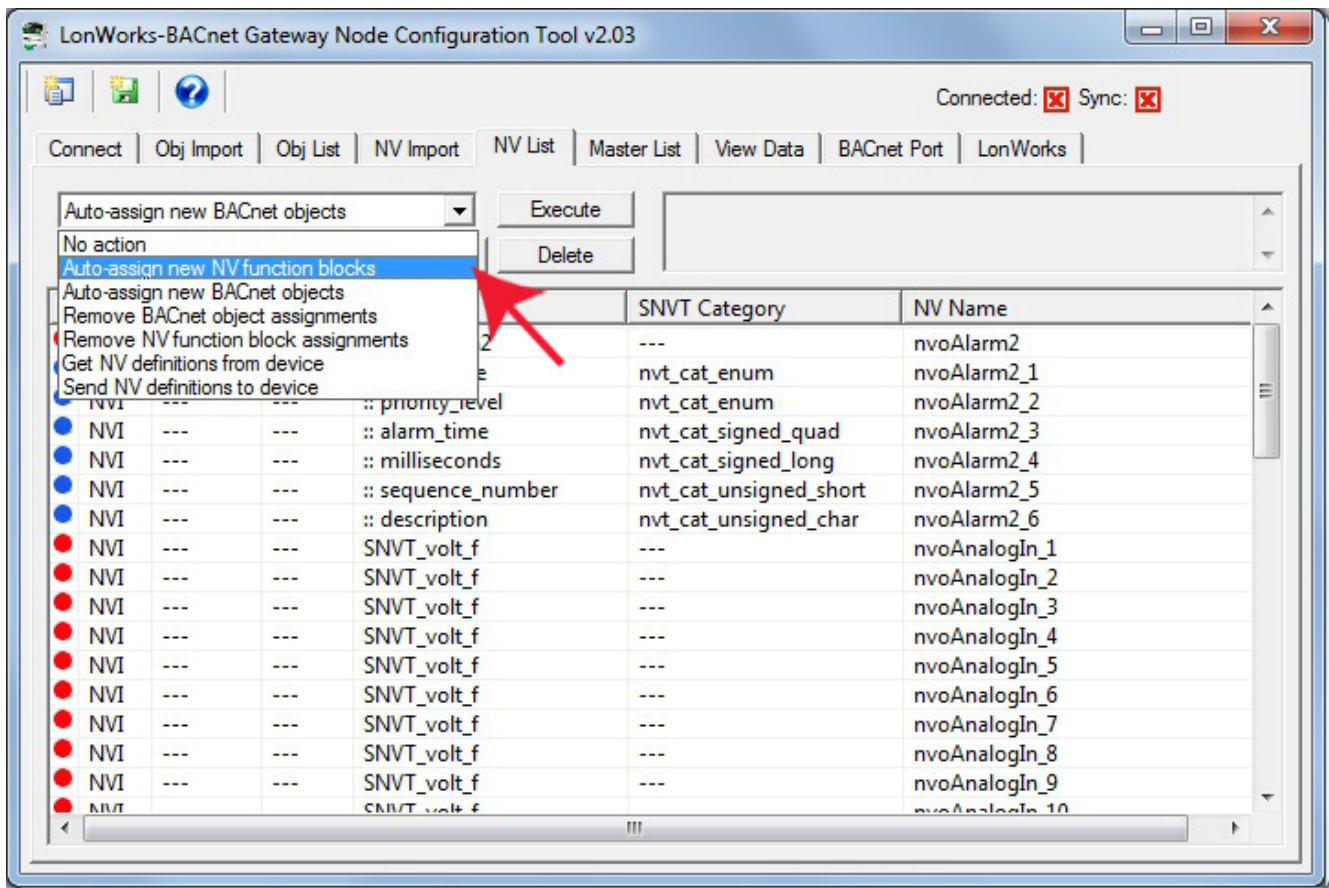 LonWorks-BACnet Gateway Node Configuration Tool v2.03
Connected: Sync:
Connect Obj Import Obj List NV Import NV List Master List View Data BACnet Port LonWorks
Auto-assign new BACnet objects Execute
No action
Auto-assign new NV function blocks Delete
Auto-assign new BACnet objects
Remove BACnet object assignments
Remove NV function block assignments
Get NV definitions from device
Send NV definitions to device
SNVT Category NV Name
2 --- nvoAlarm2
e nvt_cat_enum nvoAlarm2_1
NVI --- --- :: priority_level nvt_cat_enum nvoAlarm2_2
NVI --- --- :: alarm_time nvt_cat_signed_quad nvoAlarm2_3
NVI --- --- :: milliseconds nvt_cat_signed_long nvoAlarm2_4
NVI --- --- :: sequence_number nvt_cat_unsigned_short nvoAlarm2_5
NVI --- --- :: description nvt_cat_unsigned_char nvoAlarm2_6
NVI --- --- SNVT_volt_f --- nvoAnalogIn_1
NVI --- --- SNVT_volt_f --- nvoAnalogIn_2
NVI --- --- SNVT_volt_f --- nvoAnalogIn_3
NVI --- --- SNVT_volt_f --- nvoAnalogIn_4
NVI --- --- SNVT_volt_f --- nvoAnalogIn_5
NVI --- --- SNVT_volt_f --- nvoAnalogIn_6
NVI --- --- SNVT_volt_f --- nvoAnalogIn_7
NVI --- --- SNVT_volt_f --- nvoAnalogIn_8
NVI --- --- SNVT_volt_f --- nvoAnalogIn_9
NVI SNVT_volt_f nvoAnalogIn_10